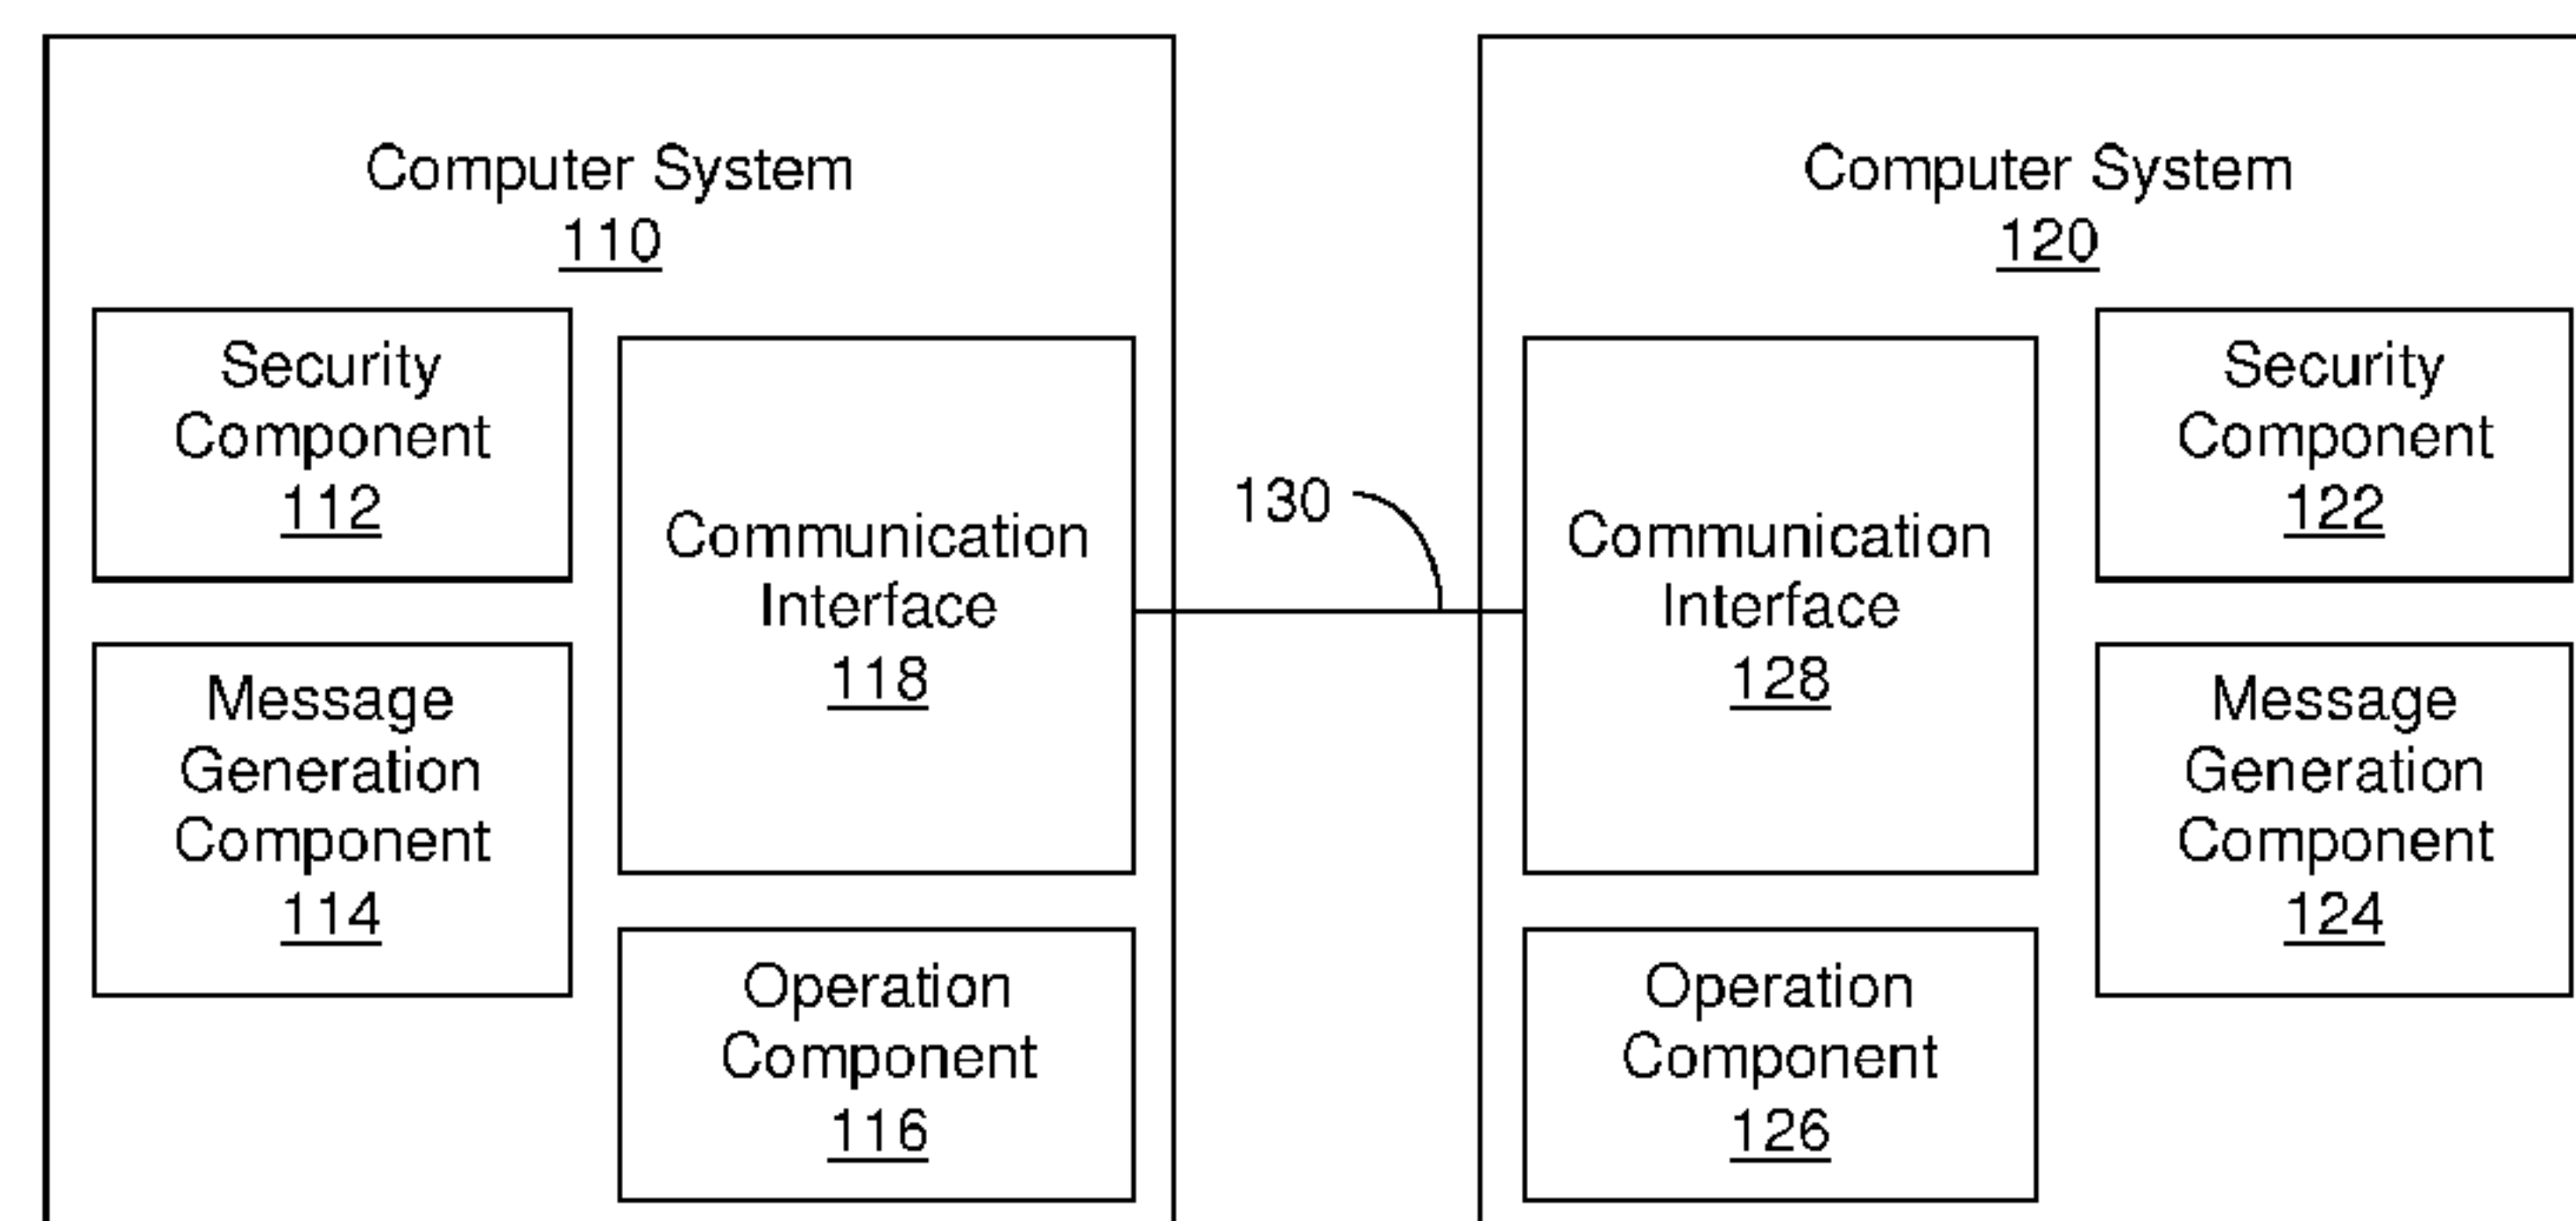 Computer System
110
Security
Component
112
Communication
Interface
118
Message
Generation
Component
114
Operation
Component
116
130
Computer System
120
Communication
Interface
128
Security
Component
122
Message
Generation
Component
124
Operation
Component
126